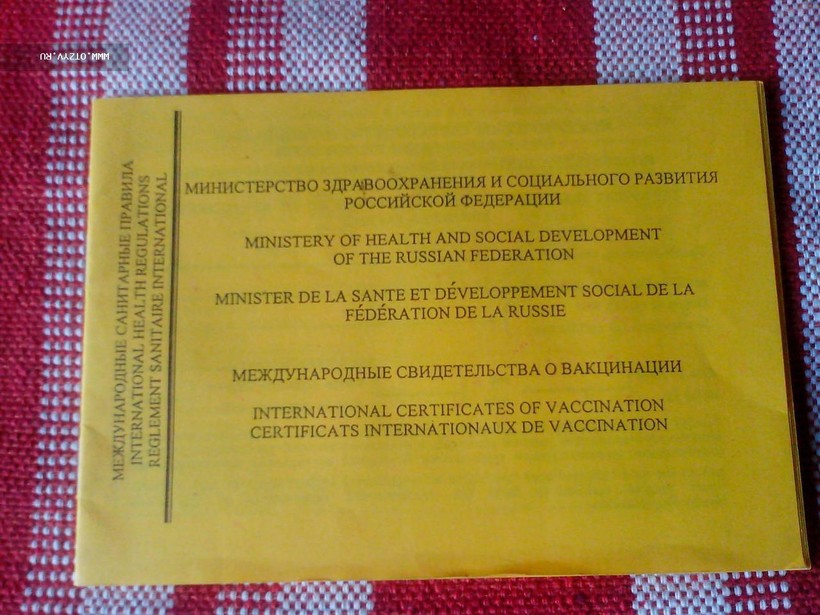 WWW.OTZYV.RU
МЕЖДУНАРОДНЫЕ САНИТАРНЫЕ ПРАВИЛА
INTERNATIONAL HEALTH REGULATIONS
REGLEMENT SANITAIRE INTERNATIONAL
МИНИСТЕРСТВО ЗДРАВООХРАНЕНИЯ И СОЦИАЛЬНОГО РАЗВИТИЯ
РОССИЙСКОЙ ФЕДЕРАЦИИ
MINISTERY OF HEALTH AND SOCIAL DEVELOPMENT
OF THE RUSSIAN FEDERATION
MINISTER DE LA SANTE ET DÉVELOPPEMENT SOCIAL DE LA
FÉDÉRATION DE LA RUSSIE
МЕЖДУНАРОДНЫЕ СВИДЕТЕЛЬСТВА О ВАКЦИНАЦИИ
INTERNATIONAL CERTIFICATES OF VACCINATION
CERTIFICATS INTERNATIONAUX DE VACCINATION